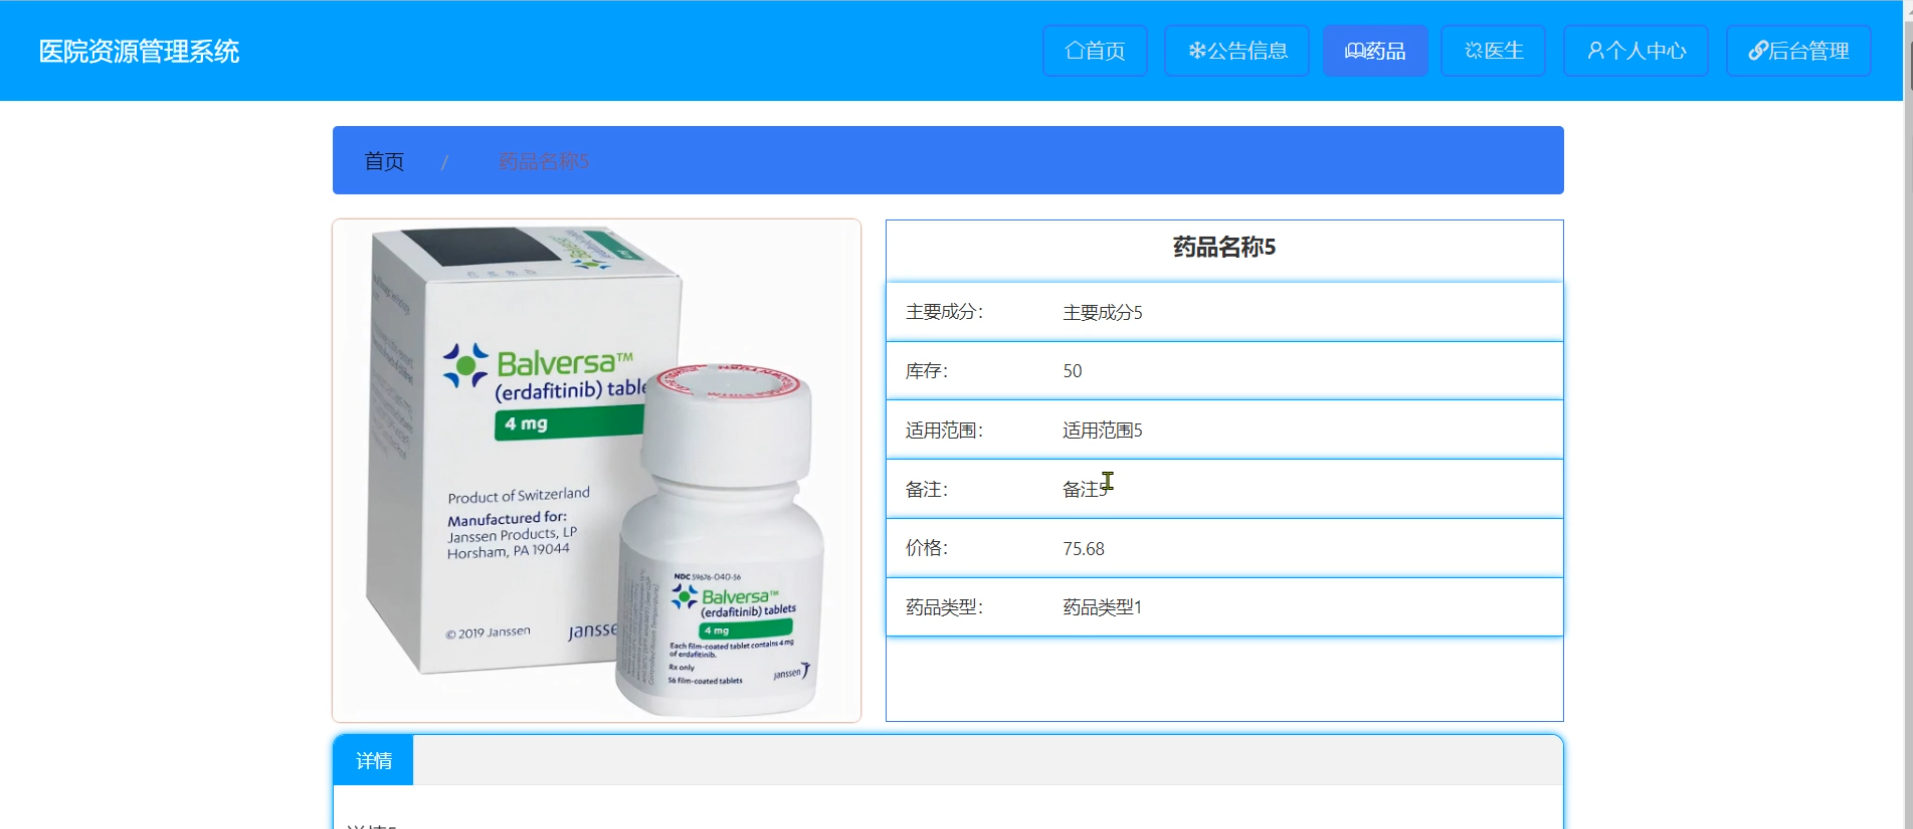 医院资源管理系统
首页
公告信息
药品
医生
个人中心
后台管理
首页 / 药品名称5
Balversa™
(erdafitinib) table
4 mg
Product of Switzerland
Manufactured for:
Janssen Products, LP
Horsham, PA 19044
© 2019 Janssen
jansse
NDC 59676-040-56
Balversa™
(erdafitinib) tablets
4 mg
Each film-coated tablet contains 4 mg
of erdafitinib.
Rx only
56 film-coated tablets
janssen
药品名称5
主要成分: 主要成分5
库存: 50
适用范围: 适用范围5
备注: 备注5
价格: 75.68
药品类型: 药品类型1
详情